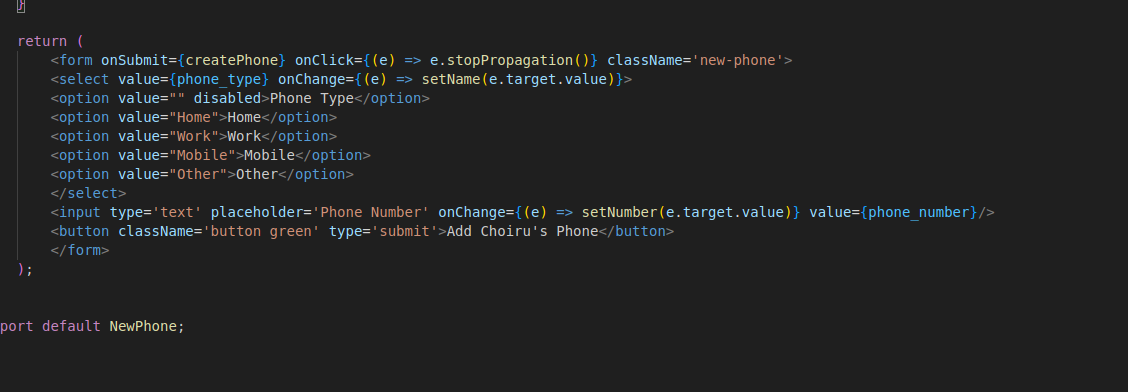 }
return (
<form onSubmit={createPhone} onClick={(e) => e.stopPropagation()} className='new-phone'>
<select value={phone_type} onChange={(e) => setName(e.target.value)}>
<option value="" disabled>Phone Type</option>
<option value="Home">Home</option>
<option value="Work">Work</option>
<option value="Mobile">Mobile</option>
<option value="Other">Other</option>
</select>
<input type='text' placeholder='Phone Number' onChange={(e) => setNumber(e.target.value)} value={phone_number}/>
<button className='button green' type='submit'>Add Choiru's Phone</button>
</form>
);
port default NewPhone;